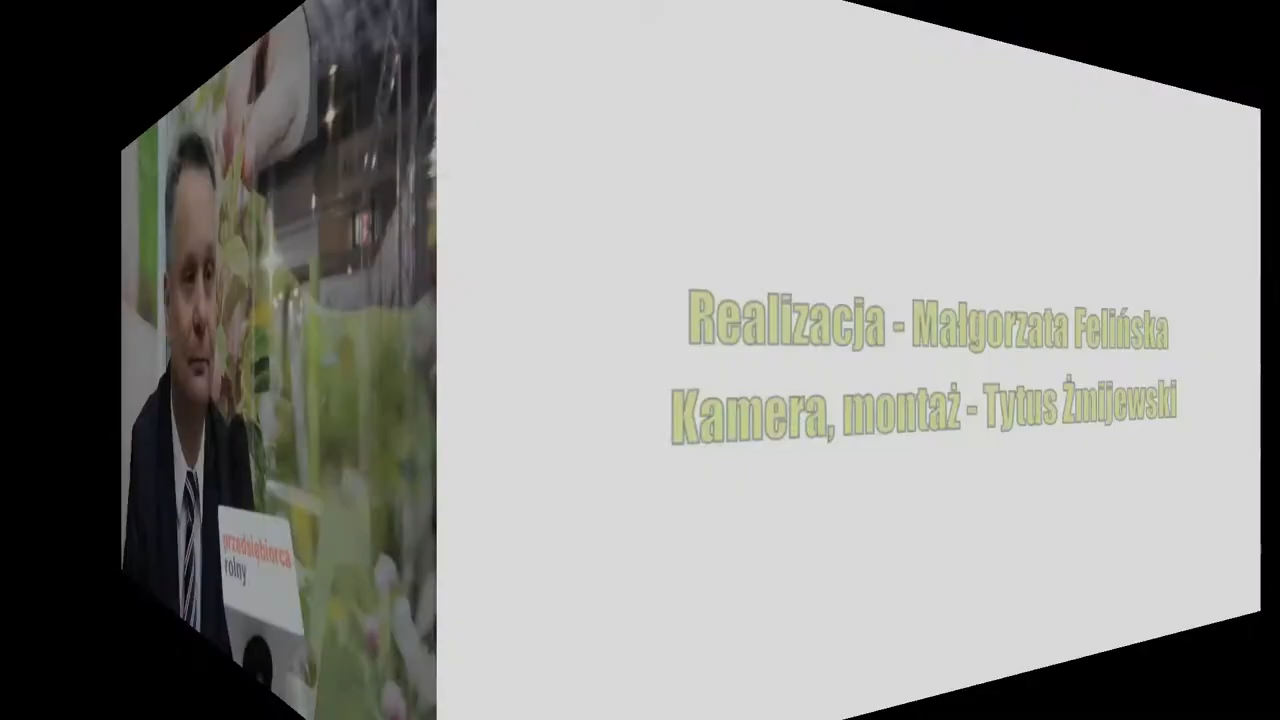 przedsiębiorca
rolny
Realizacja - Małgorzata Felińska
Kamera, montaż - Tytus Żmijewski